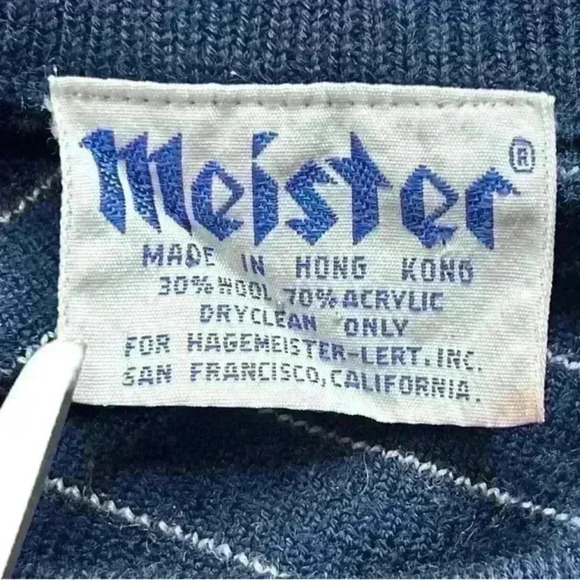 Meister ®
MADE IN HONG KONG
30% WOOL 70% ACRYLIC
DRYCLEAN ONLY
FOR HAGEMEISTER-LERT. INC.
SAN FRANCISCO, CALIFORNIA.